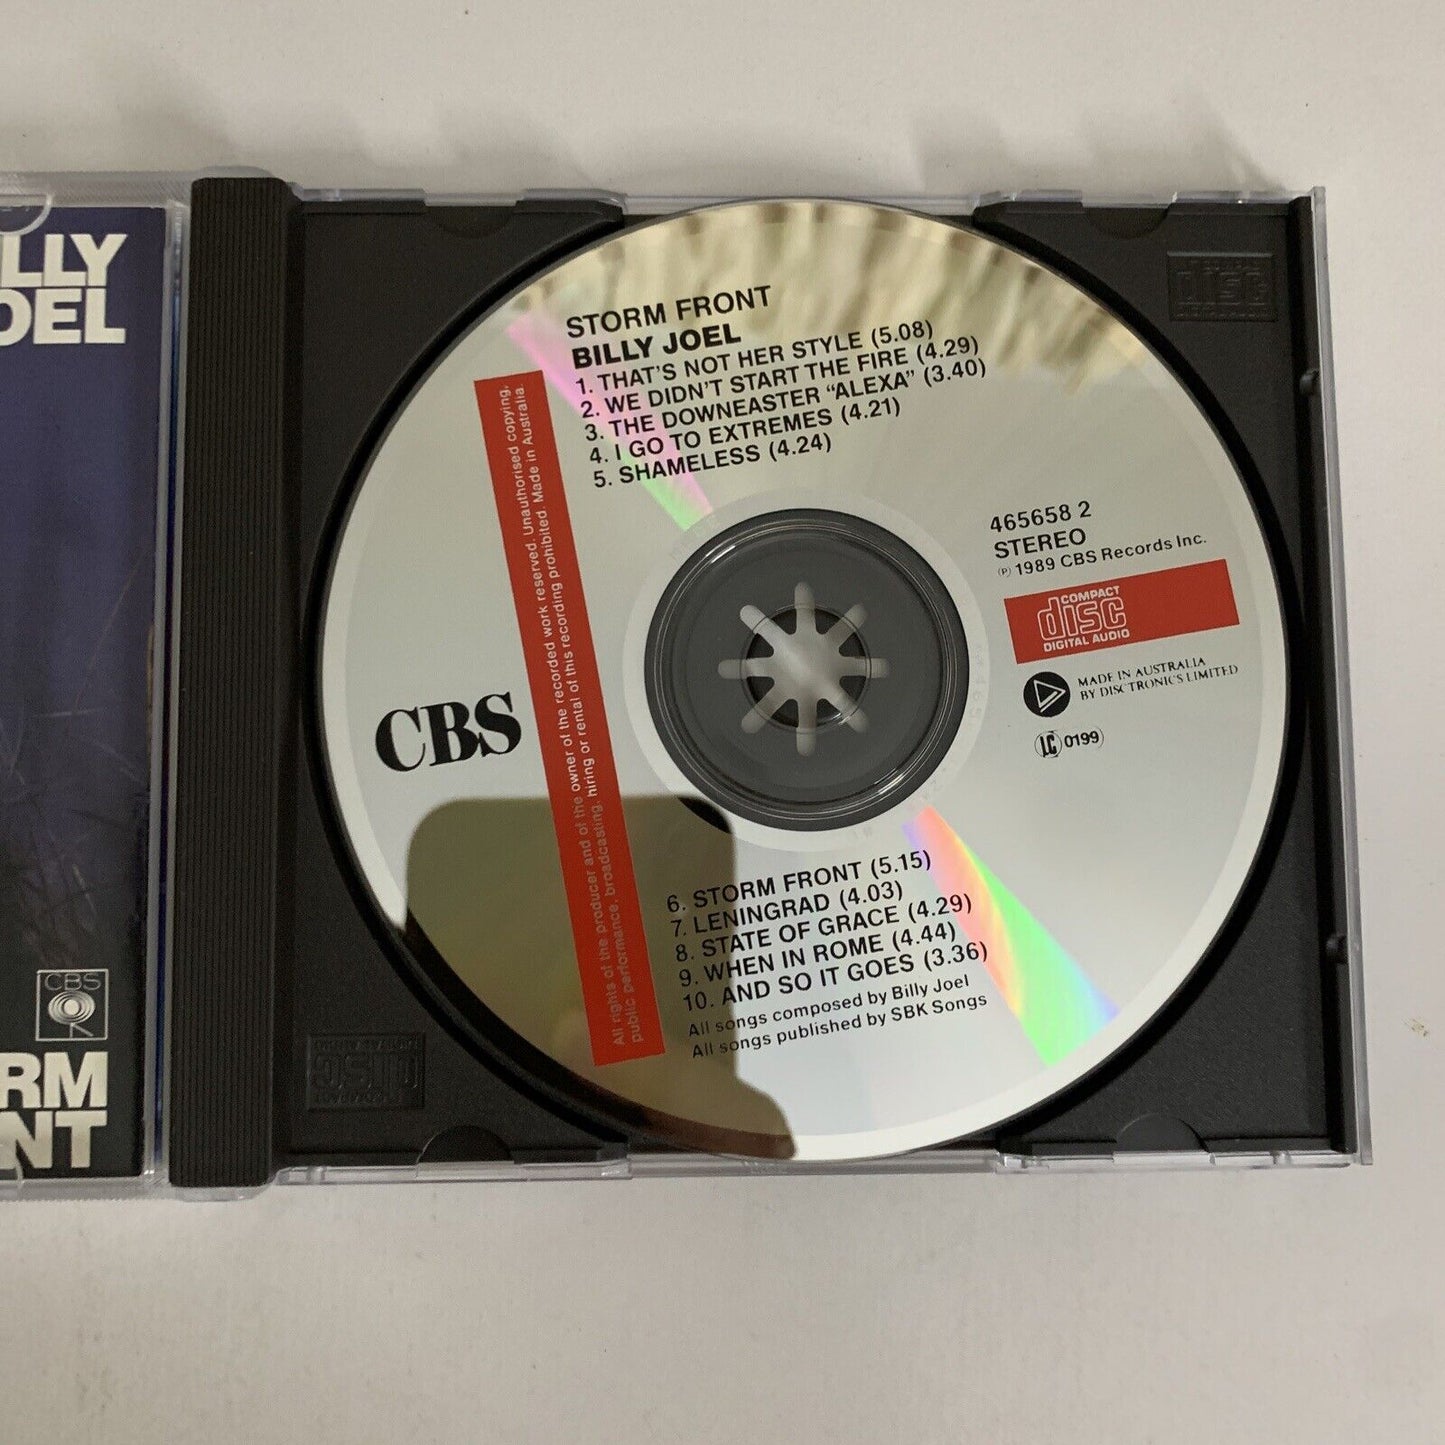 ILLY
OEL
CBS
RM
NT
STORM FRONT
BILLY JOEL
1. THAT'S NOT HER STYLE (5.08)
2. WE DIDN'T START THE FIRE (4.29)
3. THE DOWNEASTER "ALEXA" (3.40)
4. I GO TO EXTREMES (4.21)
5. SHAMELESS (4.24)
All rights of the producer and of the owner of the recorded work reserved. Unauthorised copying,
public performance, broadcasting, hiring or rental of this recording prohibited. Made in Australia.
CBS
465658 2
STEREO
Ⓟ 1989 CBS Records Inc.
COMPACT
disc
DIGITAL AUDIO
MADE IN AUSTRALIA
BY DISCTRONICS LIMITED
LC 0199
6. STORM FRONT (5.15)
7. LENINGRAD (4.03)
8. STATE OF GRACE (4.29)
9. WHEN IN ROME (4.44)
10. AND SO IT GOES (3.36)
All songs composed by Billy Joel
All songs published by SBK Songs